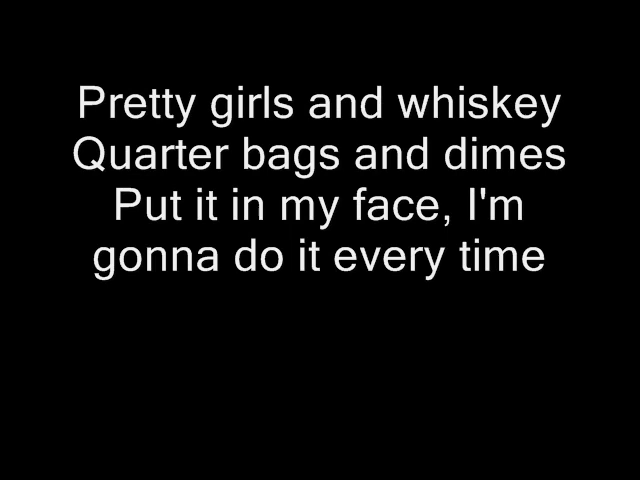 Pretty girls and whiskey
Quarter bags and dimes
Put it in my face, I'm
gonna do it every time